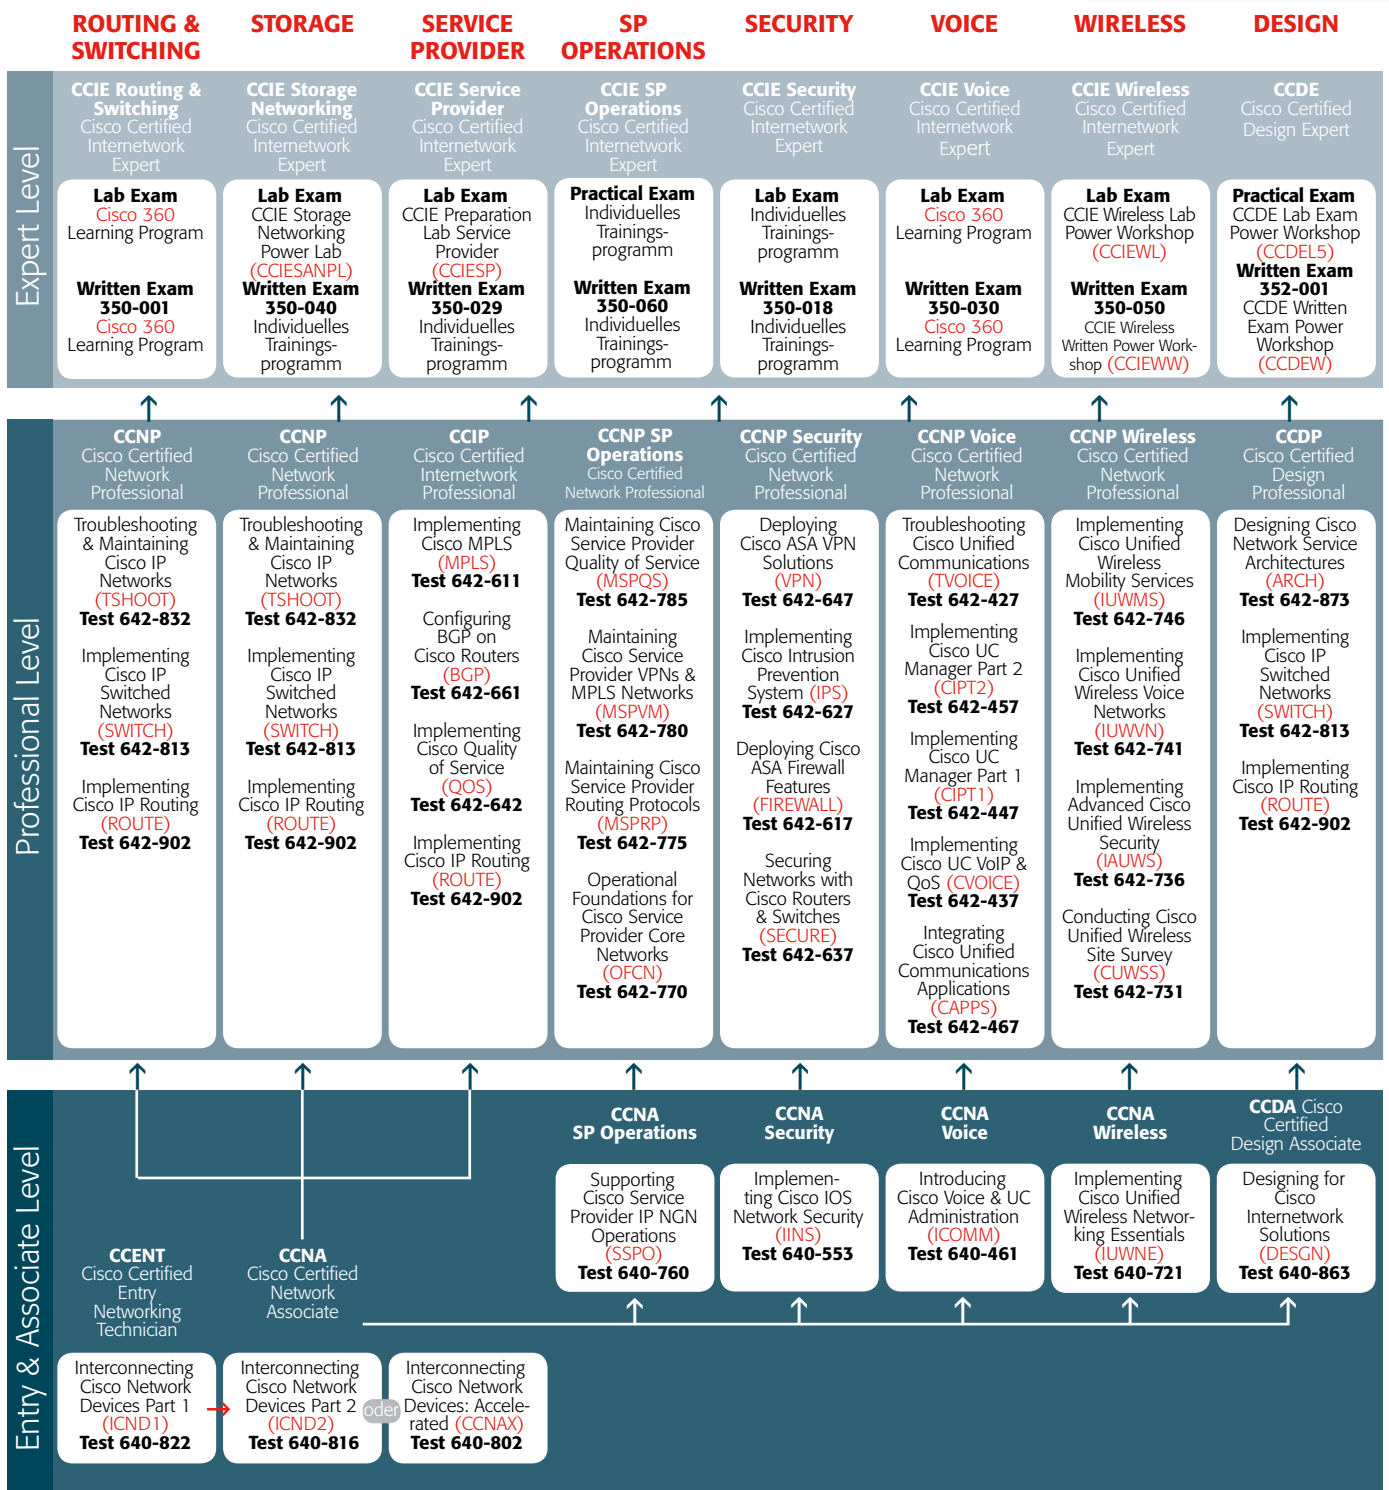 ROUTING &
SWITCHING
STORAGE
SERVICE
PROVIDER
SP
OPERATIONS
SECURITY
VOICE
WIRELESS
DESIGN
Expert Level
CCIE Routing &
Switching
Cisco Certified
Internetwork
Expert
Lab Exam
Cisco 360
Learning Program
Written Exam
350-001
Cisco 360
Learning Program
CCIE Storage
Networking
Cisco Certified
Internetwork
Expert
Lab Exam
CCIE Storage
Networking
Power Lab
(CCIESANPL)
Written Exam
350-040
Individuelles
Trainings-
programm
CCIE Service
Provider
Cisco Certified
Internetwork
Expert
Lab Exam
CCIE Preparation
Lab Service
Provider
(CCIESP)
Written Exam
350-029
Individuelles
Trainings-
programm
CCIE SP
Operations
Cisco Certified
Internetwork
Expert
Practical Exam
Individuelles
Trainings-
programm
Written Exam
350-060
Individuelles
Trainings-
programm
CCIE Security
Cisco Certified
Internetwork
Expert
Lab Exam
Individuelles
Trainings-
programm
Written Exam
350-018
Individuelles
Trainings-
programm
CCIE Voice
Cisco Certified
Internetwork
Expert
Lab Exam
Cisco 360
Learning Program
Written Exam
350-030
Cisco 360
Learning Program
CCIE Wireless
Cisco Certified
Internetwork
Expert
Lab Exam
CCIE Wireless Lab
Power Workshop
(CCIEWL)
Written Exam
350-050
CCIE Wireless
Written Power Work-
shop (CCIEWW)
CCDE
Cisco Certified
Design Expert
Practical Exam
CCDE Lab Exam
Power Workshop
(CCDEL5)
Written Exam
352-001
CCDE Written
Exam Power
Workshop
(CCDEW)
Professional Level
CCNP
Cisco Certified
Network
Professional
Troubleshooting
& Maintaining
Cisco IP
Networks
(TSHOOT)
Test 642-832
Implementing
Cisco IP
Switched
Networks
(SWITCH)
Test 642-813
Implementing
Cisco IP Routing
(ROUTE)
Test 642-902
CCNP
Cisco Certified
Network
Professional
Troubleshooting
& Maintaining
Cisco IP
Networks
(TSHOOT)
Test 642-832
Implementing
Cisco IP
Switched
Networks
(SWITCH)
Test 642-813
Implementing
Cisco IP Routing
(ROUTE)
Test 642-902
CCIP
Cisco Certified
Internetwork
Professional
Implementing
Cisco MPLS
(MPLS)
Test 642-611
Configuring
BGP on
Cisco Routers
(BGP)
Test 642-661
Implementing
Cisco Quality
of Service
(QOS)
Test 642-642
Implementing
Cisco IP Routing
(ROUTE)
Test 642-902
CCNP SP
Operations
Cisco Certified
Network Professional
Maintaining Cisco
Service Provider
Quality of Service
(MSPQS)
Test 642-785
Maintaining
Cisco Service
Provider VPNs &
MPLS Networks
(MSPVM)
Test 642-780
Maintaining Cisco
Service Provider
Routing Protocols
(MSPRP)
Test 642-775
Operational
Foundations for
Cisco Service
Provider Core
Networks
(OFCN)
Test 642-770
CCNP Security
Cisco Certified
Network
Professional
Deploying
Cisco ASA VPN
Solutions
(VPN)
Test 642-647
Implementing
Cisco Intrusion
Prevention
System (IPS)
Test 642-627
Deploying Cisco
ASA Firewall
Features
(FIREWALL)
Test 642-617
Securing
Networks with
Cisco Routers
& Switches
(SECURE)
Test 642-637
CCNP Voice
Cisco Certified
Network
Professional
Troubleshooting
Cisco Unified
Communications
(TVOICE)
Test 642-427
Implementing
Cisco UC
Manager Part 2
(CIPT2)
Test 642-457
Implementing
Cisco UC
Manager Part 1
(CIPT1)
Test 642-447
Implementing
Cisco UC VoIP &
QoS (CVOICE)
Test 642-437
Integrating
Cisco Unified
Communications
Applications
(CAPPS)
Test 642-467
CCNP Wireless
Cisco Certified
Network
Professional
Implementing
Cisco Unified
Wireless
Mobility Services
(IUWMS)
Test 642-746
Implementing
Cisco Unified
Wireless Voice
Networks
(IUWVN)
Test 642-741
Implementing
Advanced Cisco
Unified Wireless
Security
(IAUWS)
Test 642-736
Conducting Cisco
Unified Wireless
Site Survey
(CUWSS)
Test 642-731
CCDP
Cisco Certified
Design
Professional
Designing Cisco
Network Service
Architectures
(ARCH)
Test 642-873
Implementing
Cisco IP
Switched
Networks
(SWITCH)
Test 642-813
Implementing
Cisco IP Routing
(ROUTE)
Test 642-902
Entry & Associate Level
CCENT
Cisco Certified
Entry
Networking
Technician
Interconnecting
Cisco Network
Devices Part 1
(ICND1)
Test 640-822
CCNA
Cisco Certified
Network
Associate
Interconnecting
Cisco Network
Devices Part 2
(ICND2)
Test 640-816
oder
Interconnecting
Cisco Network
Devices: Accele-
rated (CCNAX)
Test 640-802
CCNA
SP Operations
Supporting
Cisco Service
Provider IP NGN
Operations
(SSPO)
Test 640-760
CCNA
Security
Implemen-
ting Cisco IOS
Network Security
(IINS)
Test 640-553
CCNA
Voice
Introducing
Cisco Voice & UC
Administration
(ICOMM)
Test 640-461
CCNA
Wireless
Implementing
Cisco Unified
Wireless Networ-
king Essentials
(IUWNE)
Test 640-721
CCDA Cisco
Certified
Design Associate
Designing for
Cisco
Internetwork
Solutions
(DESGN)
Test 640-863